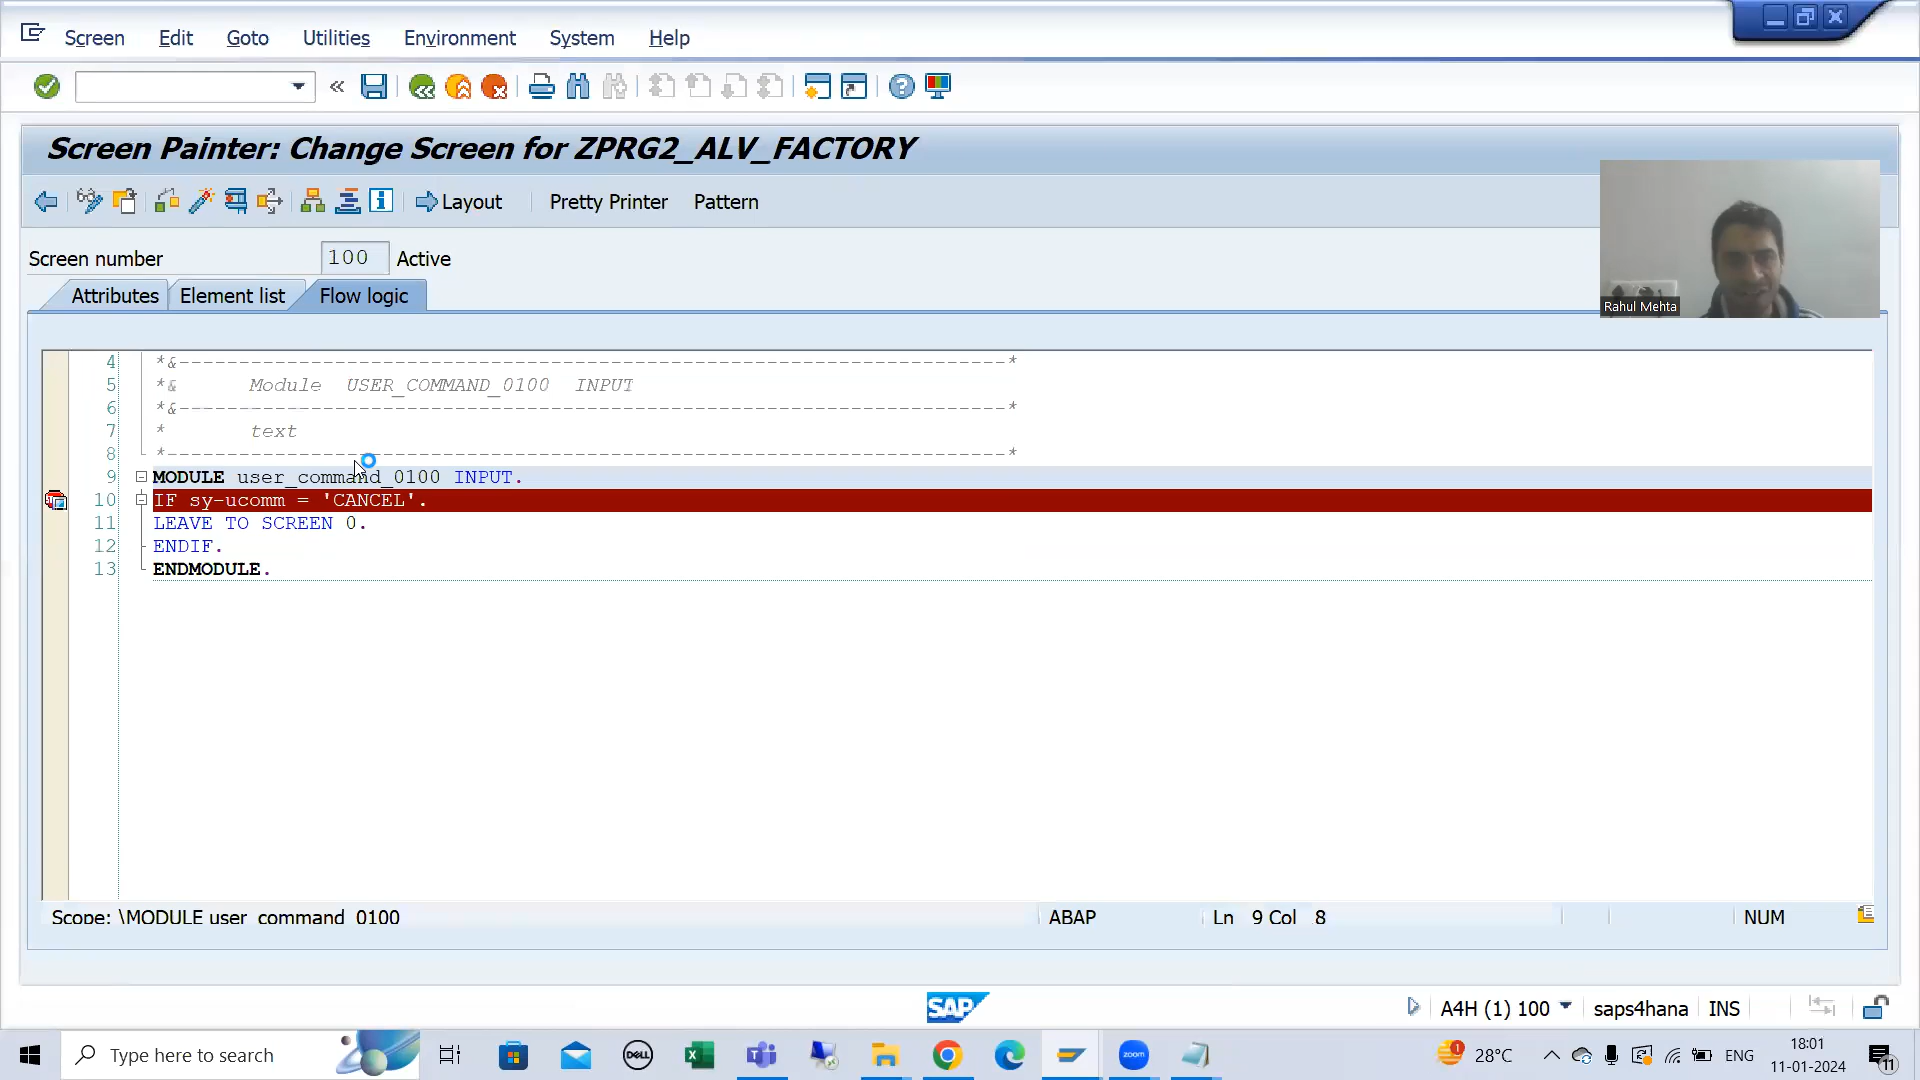 Screen Edit Goto Utilities Environment System Help
Screen Painter: Change Screen for ZPRG2_ALV_FACTORY
Layout Pretty Printer Pattern
Rahul Mehta
Screen number 100 Active
Attributes Element list Flow logic
4 *&---------------------------------------------------------------------*
5 *& Module USER_COMMAND_0100 INPUT
6 *&---------------------------------------------------------------------*
7 * text
8 *----------------------------------------------------------------------*
9 MODULE user_command_0100 INPUT.
10 IF sy-ucomm = 'CANCEL'.
11 LEAVE TO SCREEN 0.
12 ENDIF.
13 ENDMODULE.
Scope: \MODULE user_command_0100 ABAP Ln 9 Col 8 NUM
SAP A4H (1) 100 saps4hana INS
Type here to search DELL zoom 1 28°C ENG 18:01
11-01-2024 11